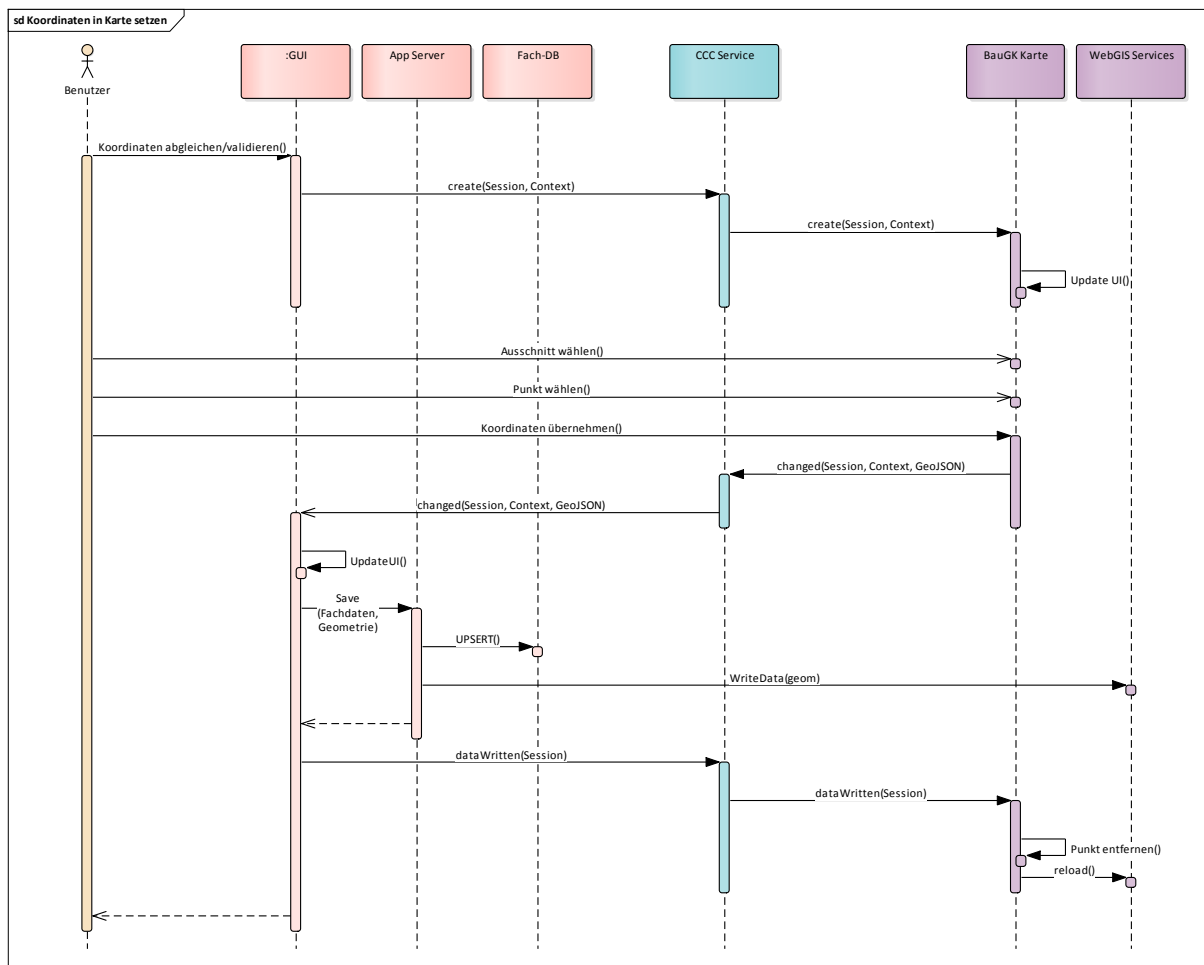 sd Koordinaten in Karte setzen
:GUI
App Server
Fach-DB
CCC Service
BauGK Karte
WebGIS Services
Benutzer
Koordinaten abgleichen/validieren()
create(Session, Context)
create(Session, Context)
Update UI()
Ausschnitt wählen()
Punkt wählen()
Koordinaten übernehmen()
changed(Session, Context, GeoJSON)
changed(Session, Context, GeoJSON)
UpdateUI()
Save
(Fachdaten,
Geometrie)
UPSERT()
WriteData(geom)
dataWritten(Session)
dataWritten(Session)
Punkt entfernen()
reload()